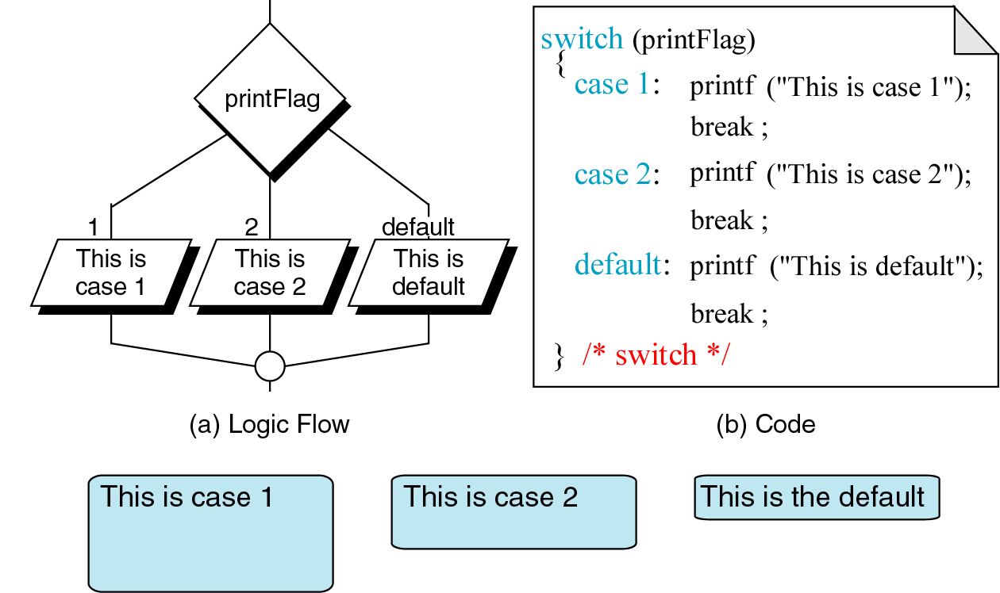 printFlag
1
2
default
This is
case 1
This is
case 2
This is
default
(a) Logic Flow
switch (printFlag)
{
case 1: printf ("This is case 1");
break ;
case 2: printf ("This is case 2");
break ;
default: printf ("This is default");
break ;
} /* switch */
(b) Code
This is case 1
This is case 2
This is the default